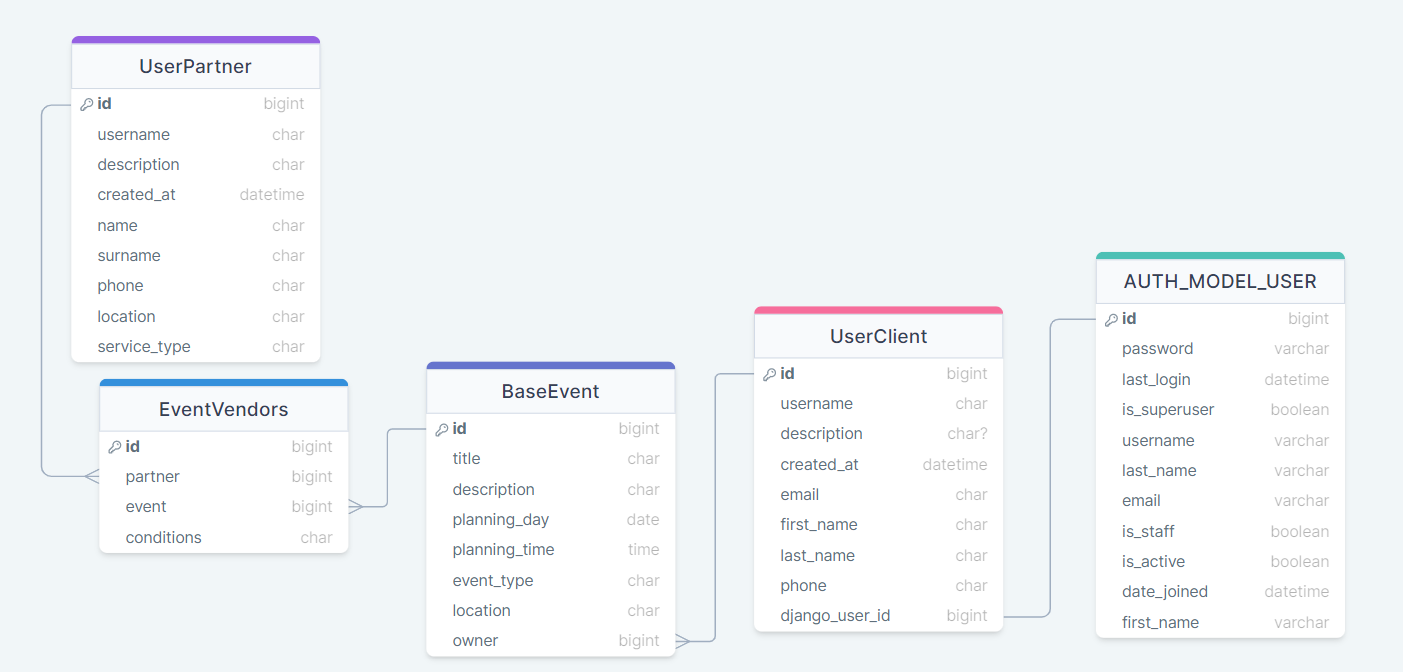 UserPartner
id bigint
username char
description char
created_at datetime
name char
surname char
phone char
location char
service_type char
EventVendors
id bigint
partner bigint
event bigint
conditions char
BaseEvent
id bigint
title char
description char
planning_day date
planning_time time
event_type char
location char
owner bigint
UserClient
id bigint
username char
description char?
created_at datetime
email char
first_name char
last_name char
phone char
django_user_id bigint
AUTH_MODEL_USER
id bigint
password varchar
last_login datetime
is_superuser boolean
username varchar
last_name varchar
email varchar
is_staff boolean
is_active boolean
date_joined datetime
first_name varchar